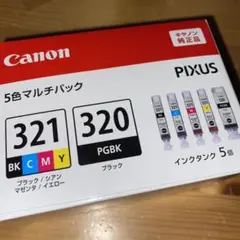 キヤノン
純正品
Canon
PIXUS
5色マルチパック
321
320
BK C M Y
PGBK
ブラック/シアン
マゼンタ/イエロー
ブラック
インクタンク5個